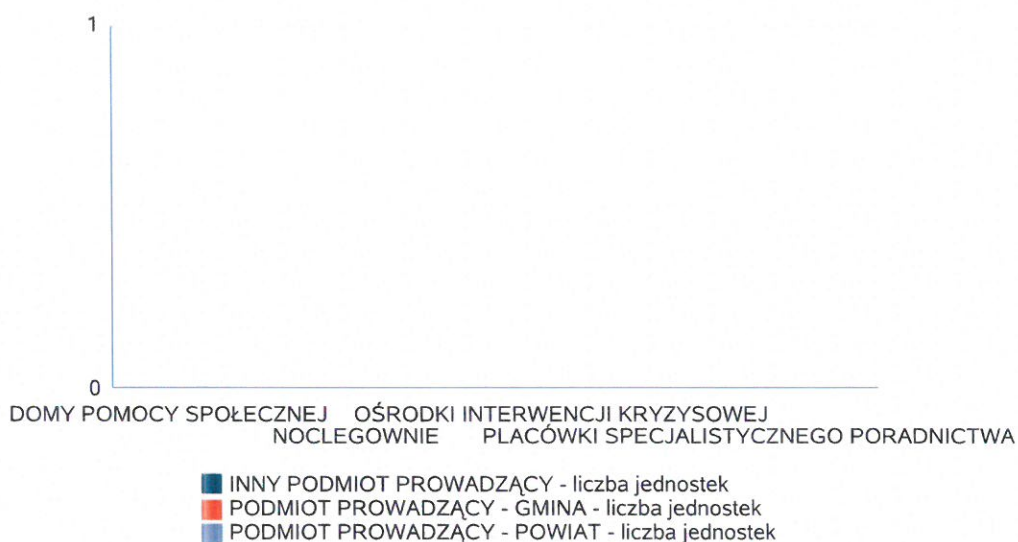 1
0
DOMY POMOCY SPOŁECZNEJ OŚRODKI INTERWENCJI KRYZYSOWEJ
NOCLEGOWNIE PLACÓWKI SPECJALISTYCZNEGO PORADNICTWA
INNY PODMIOT PROWADZĄCY - liczba jednostek
PODMIOT PROWADZĄCY - GMINA - liczba jednostek
PODMIOT PROWADZĄCY - POWIAT - liczba jednostek